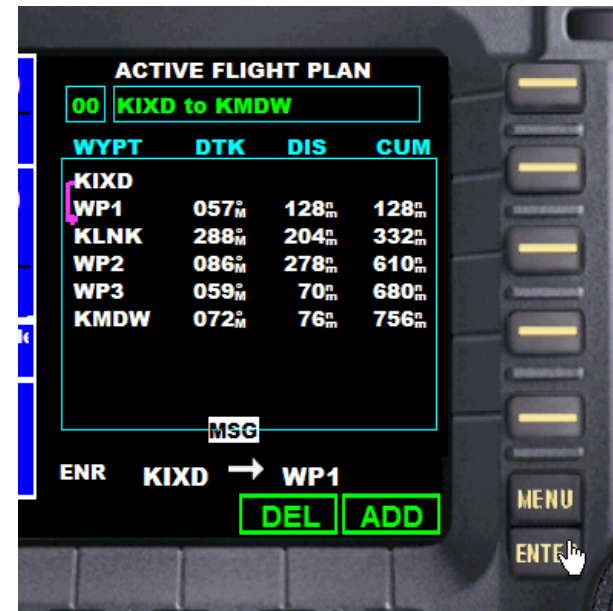 ACTIVE FLIGHT PLAN
00 KIXD to KMDW
WYPT DTK DIS CUM
KIXD
WP1 057°M 128nm 128nm
KLNK 288°M 204nm 332nm
WP2 086°M 278nm 610nm
WP3 059°M 70nm 680nm
KMDW 072°M 76nm 756nm
MSG
ENR KIXD → WP1
DEL ADD
MENU